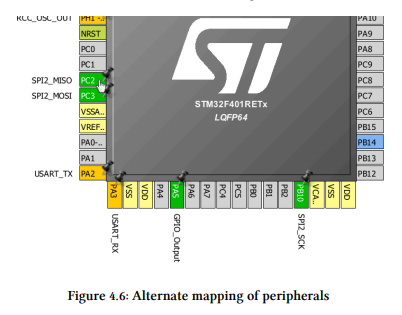 RCC_OSC_OUT
PH1 -..
NRST
PC0
PC1
SPI2_MISO PC2
SPI2_MOSI PC3
VSSA..
VREF..
PA0-..
PA1
USART_TX PA2
ST
STM32F401RETx
LQFP64
PA10
PA9
PA8
PC9
PC8
PC7
PC6
PB15
PB14
PB13
PB12
PA3 VSS VDD PA4 PA5 PA6 PA7 PC4 PC5 PB0 PB1 PB2 PB10 VCA.. VSS VDD
USART_RX GPIO_Output SPI2_SCK
Figure 4.6: Alternate mapping of peripherals